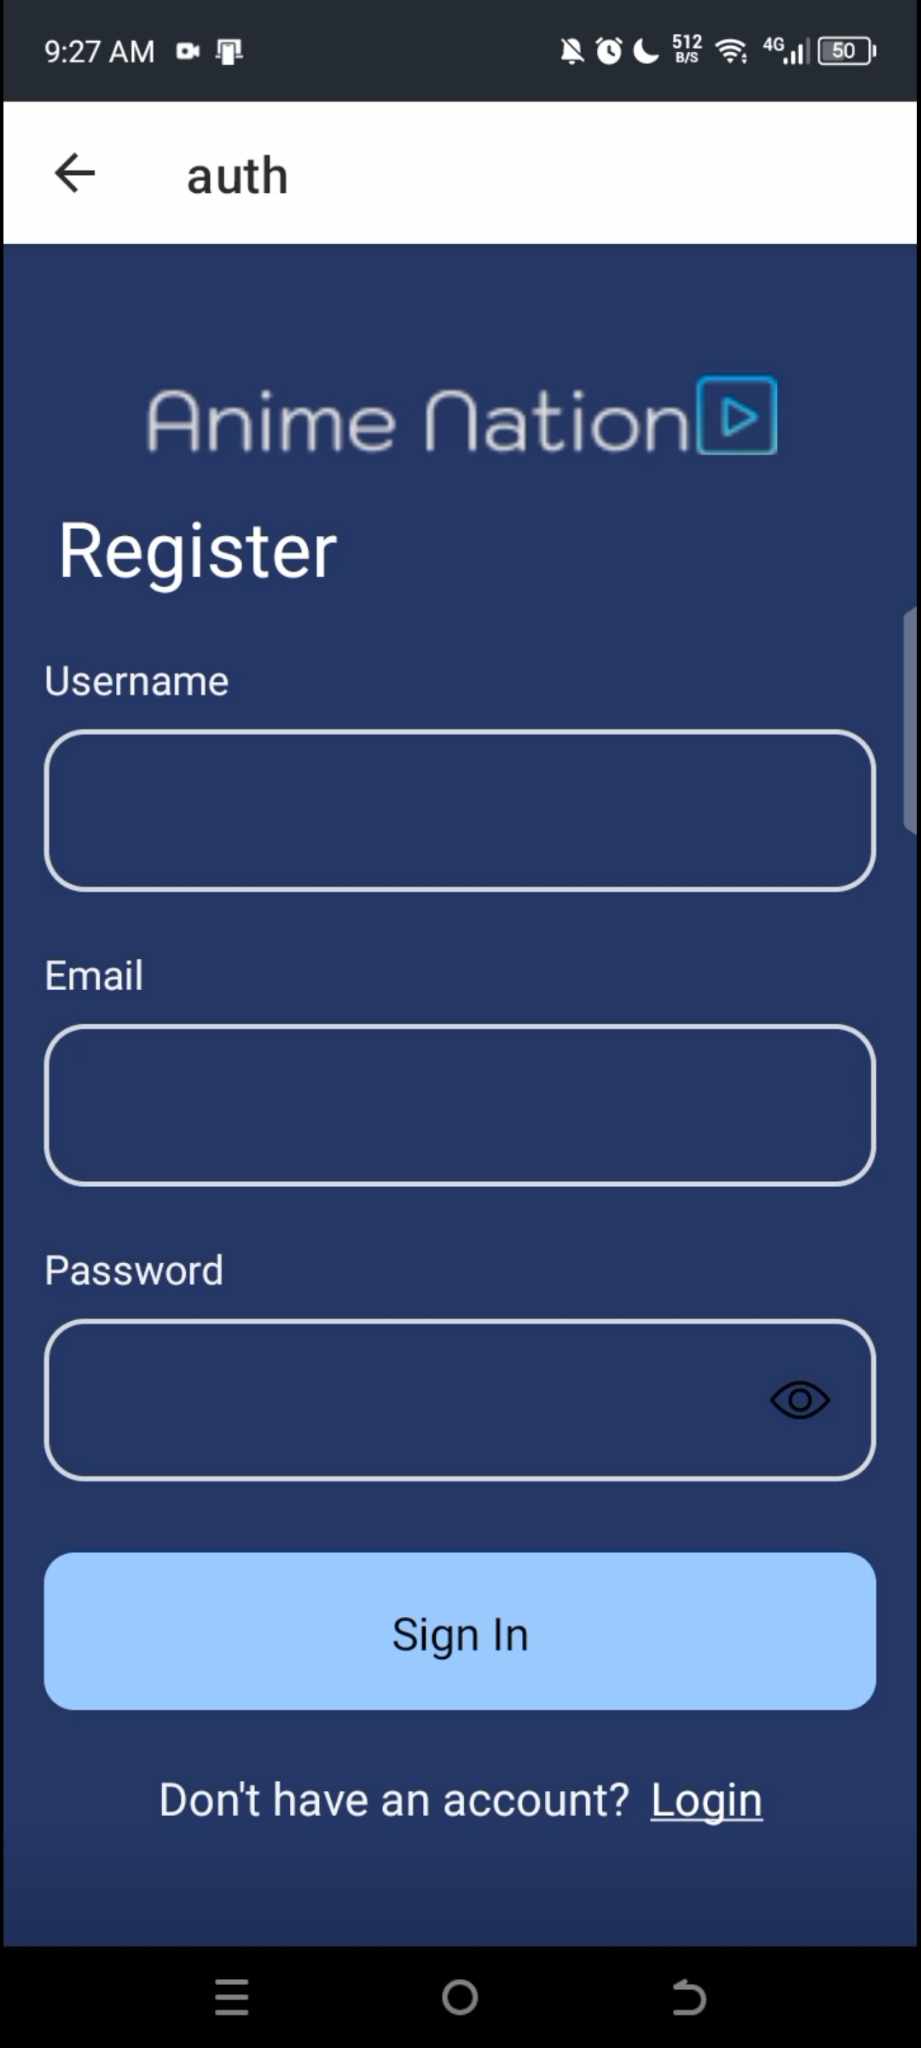 9:27 AM 512 B/S 4G 50
auth
Anime Nation
Register
Username
Email
Password
Sign In
Don't have an account? Login